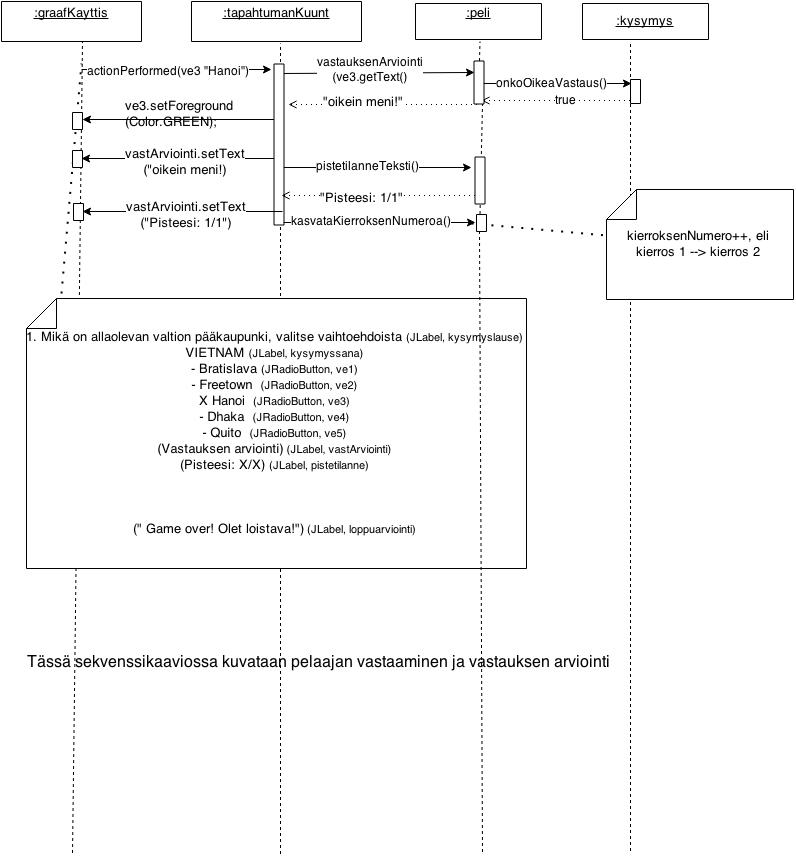 :graafKayttis
:tapahtumanKuunt
:peli
:kysymys
actionPerformed(ve3 "Hanoi")
vastauksenArviointi
(ve3.getText()
onkoOikeaVastaus()
true
"oikein meni!"
ve3.setForeground
(Color.GREEN);
vastArviointi.setText
("oikein meni!)
pistetilanneTeksti()
"Pisteesi: 1/1"
vastArviointi.setText
("Pisteesi: 1/1")
kasvataKierroksenNumeroa()
kierroksenNumero++, eli
kierros 1 --> kierros 2
1. Mikä on allaolevan valtion pääkaupunki, valitse vaihtoehdoista (JLabel, kysymyslause)
VIETNAM (JLabel, kysymyssana)
- Bratislava (JRadioButton, ve1)
- Freetown (JRadioButton, ve2)
X Hanoi (JRadioButton, ve3)
- Dhaka (JRadioButton, ve4)
- Quito (JRadioButton, ve5)
(Vastauksen arviointi) (JLabel, vastArviointi)
(Pisteesi: X/X) (JLabel, pistetilanne)
(" Game over! Olet loistava!") (JLabel, loppuarviointi)
Tässä sekvenssikaaviossa kuvataan pelaajan vastaaminen ja vastauksen arviointi